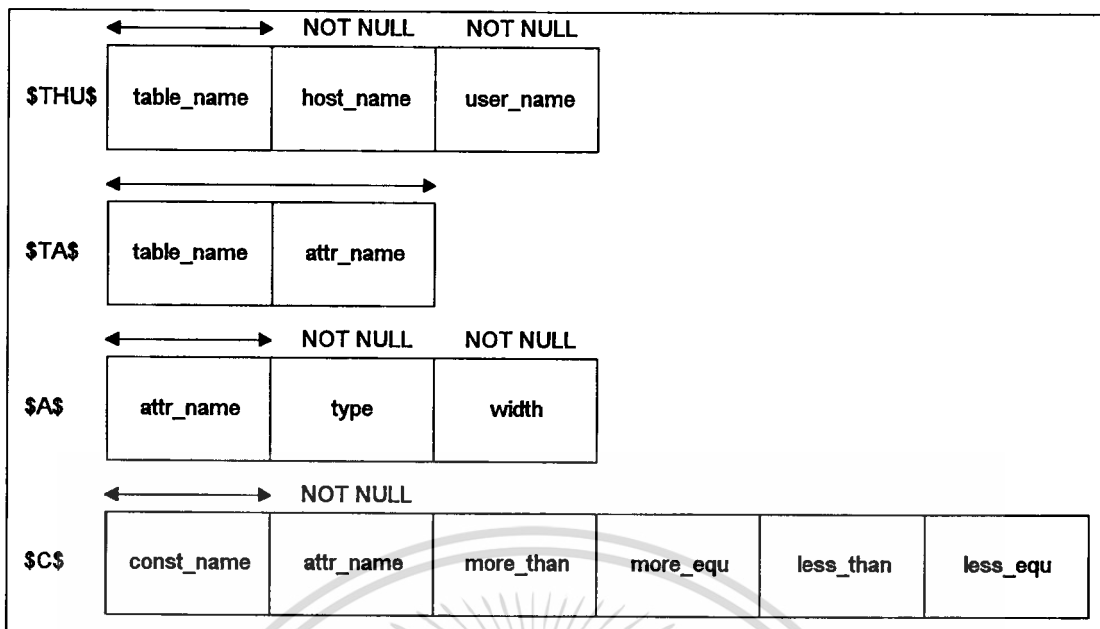 NOT NULL NOT NULL
$THU$ table_name host_name user_name
$TA$ table_name attr_name
NOT NULL NOT NULL
$A$ attr_name type width
NOT NULL
$C$ const_name attr_name more_than more_equ less_than less_equ